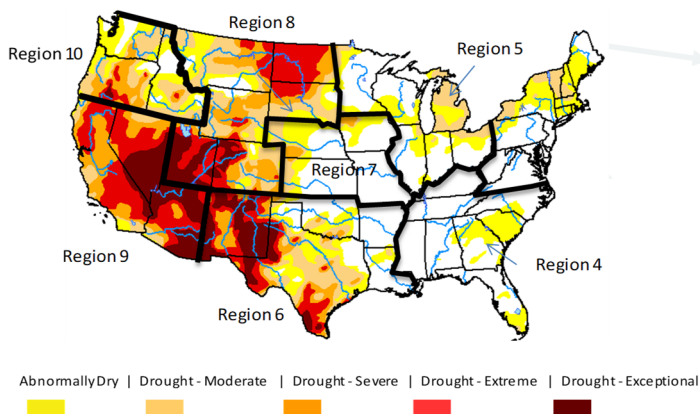 Region 8
Region 10
Region 5
Region 7
Region 9
Region 4
Region 6
Abnormally Dry | Drought - Moderate | Drought - Severe | Drought - Extreme | Drought - Exceptional